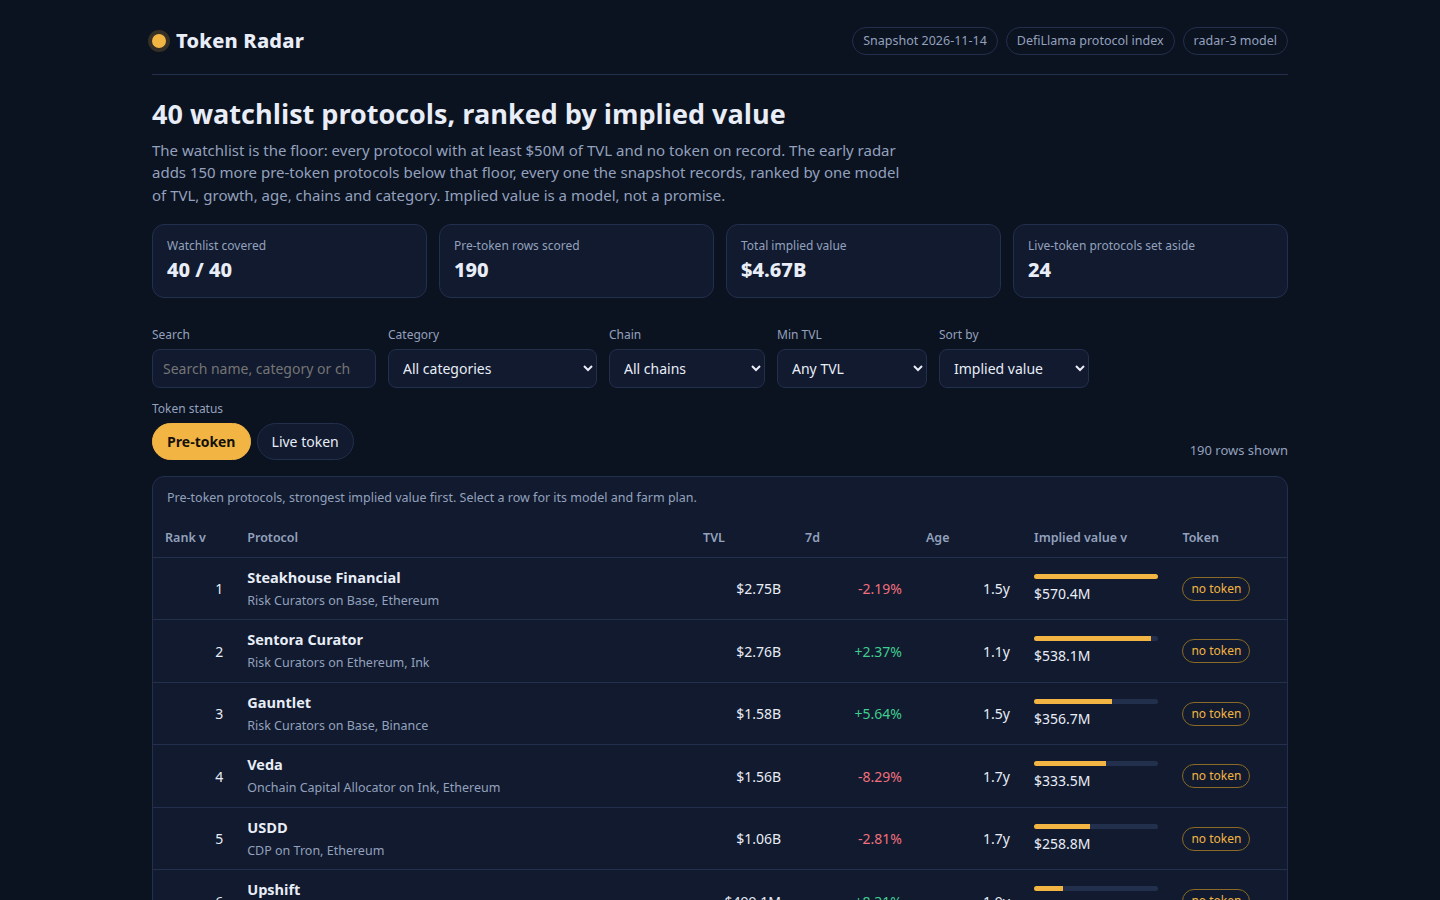 Token Radar
Snapshot 2026-11-14
DefiLlama protocol index
radar-3 model
40 watchlist protocols, ranked by implied value
The watchlist is the floor: every protocol with at least $50M of TVL and no token on record. The early radar
adds 150 more pre-token protocols below that floor, every one the snapshot records, ranked by one model
of TVL, growth, age, chains and category. Implied value is a model, not a promise.
Watchlist covered
40 / 40
Pre-token rows scored
190
Total implied value
$4.67B
Live-token protocols set aside
24
Search
Search name, category or ch
Category
All categories
Chain
All chains
Min TVL
Any TVL
Sort by
Implied value
Token status
Pre-token
Live token
190 rows shown
Pre-token protocols, strongest implied value first. Select a row for its model and farm plan.
Rank v Protocol TVL 7d Age Implied value v Token
1 Steakhouse Financial $2.75B -2.19% 1.5y $570.4M no token
Risk Curators on Base, Ethereum
2 Sentora Curator $2.76B +2.37% 1.1y $538.1M no token
Risk Curators on Ethereum, Ink
3 Gauntlet $1.58B +5.64% 1.5y $356.7M no token
Risk Curators on Base, Binance
4 Veda $1.56B -8.29% 1.7y $333.5M no token
Onchain Capital Allocator on Ink, Ethereum
5 USDD $1.06B -2.81% 1.7y $258.8M no token
CDP on Tron, Ethereum
Upshift